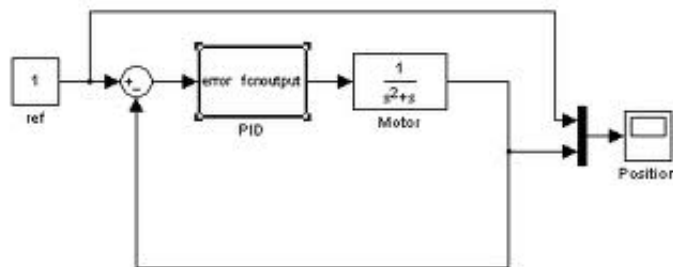 1
ref
+
−
error fcnoutput
PID
1
s²+s
Motor
Position